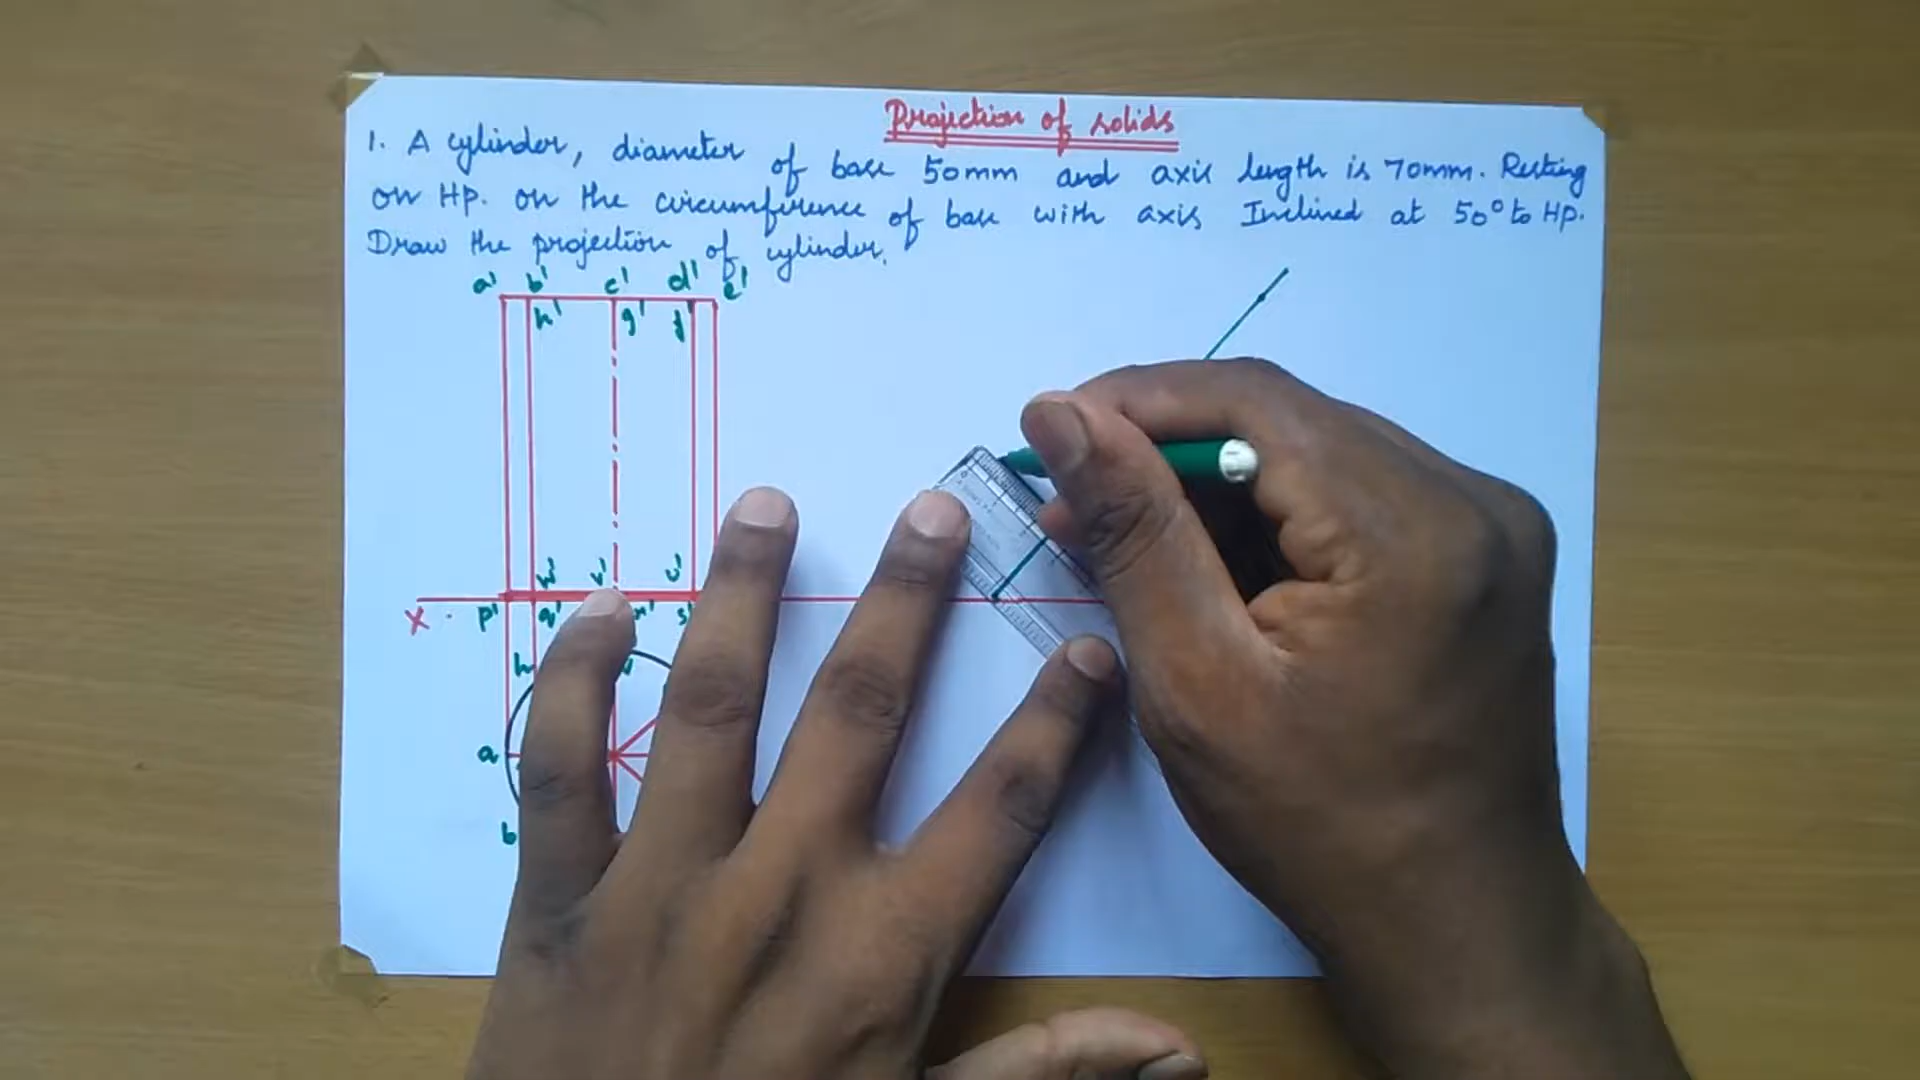 Projection of solids
1. A cylinder, diameter of base 50mm and axis length is 70mm. Resting
on HP. on the circumference of base with axis Inclined at 50° to HP.
Draw the projection of cylinder.
a' b' c' d' e'
h' g' f'
w' v' u'
X p' q' s'
h
a
b